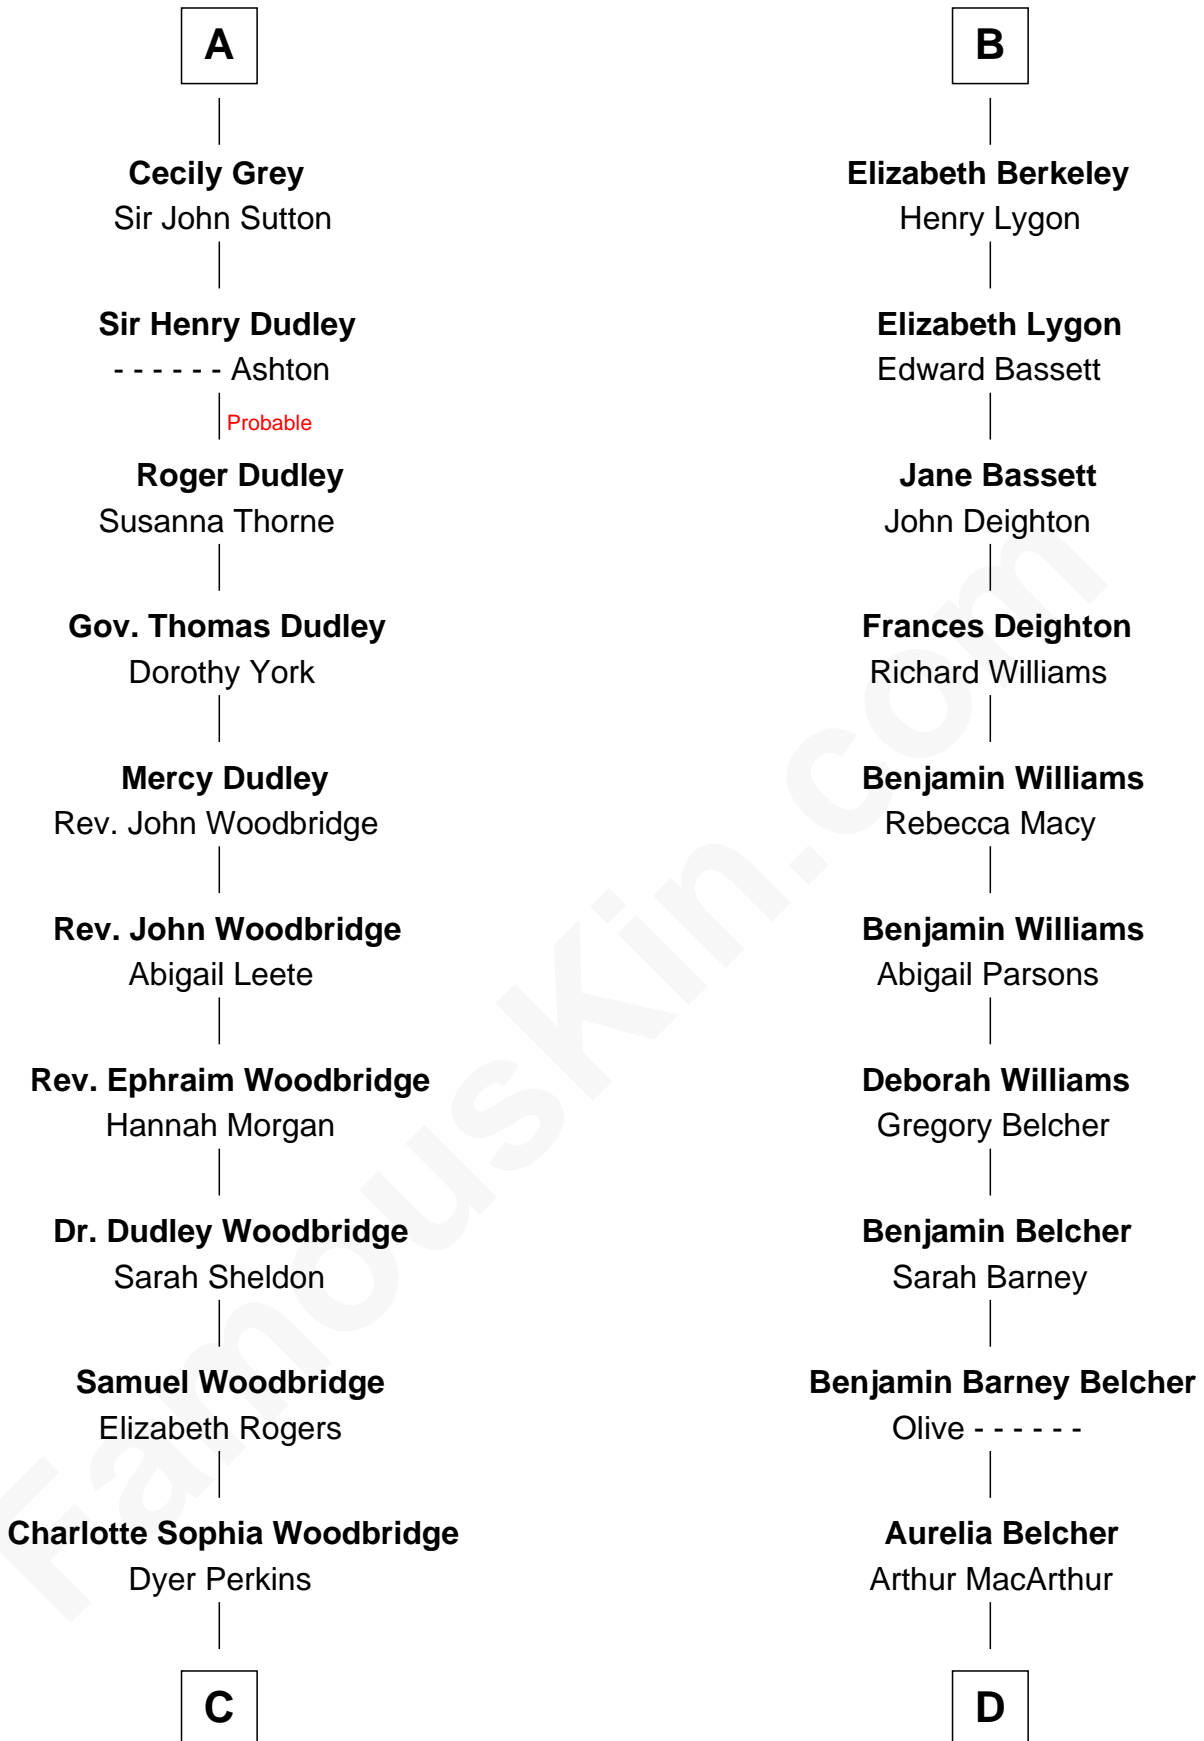 A
Cecily Grey
Sir John Sutton
Sir Henry Dudley
- - - - - - Ashton
Probable
Roger Dudley
Susanna Thorne
Gov. Thomas Dudley
Dorothy York
Mercy Dudley
Rev. John Woodbridge
Rev. John Woodbridge
Abigail Leete
Rev. Ephraim Woodbridge
Hannah Morgan
Dr. Dudley Woodbridge
Sarah Sheldon
Samuel Woodbridge
Elizabeth Rogers
Charlotte Sophia Woodbridge
Dyer Perkins
C
B
Elizabeth Berkeley
Henry Lygon
Elizabeth Lygon
Edward Bassett
Jane Bassett
John Deighton
Frances Deighton
Richard Williams
Benjamin Williams
Rebecca Macy
Benjamin Williams
Abigail Parsons
Deborah Williams
Gregory Belcher
Benjamin Belcher
Sarah Barney
Benjamin Barney Belcher
Olive - - - - - -
Aurelia Belcher
Arthur MacArthur
D
FamousKin.com